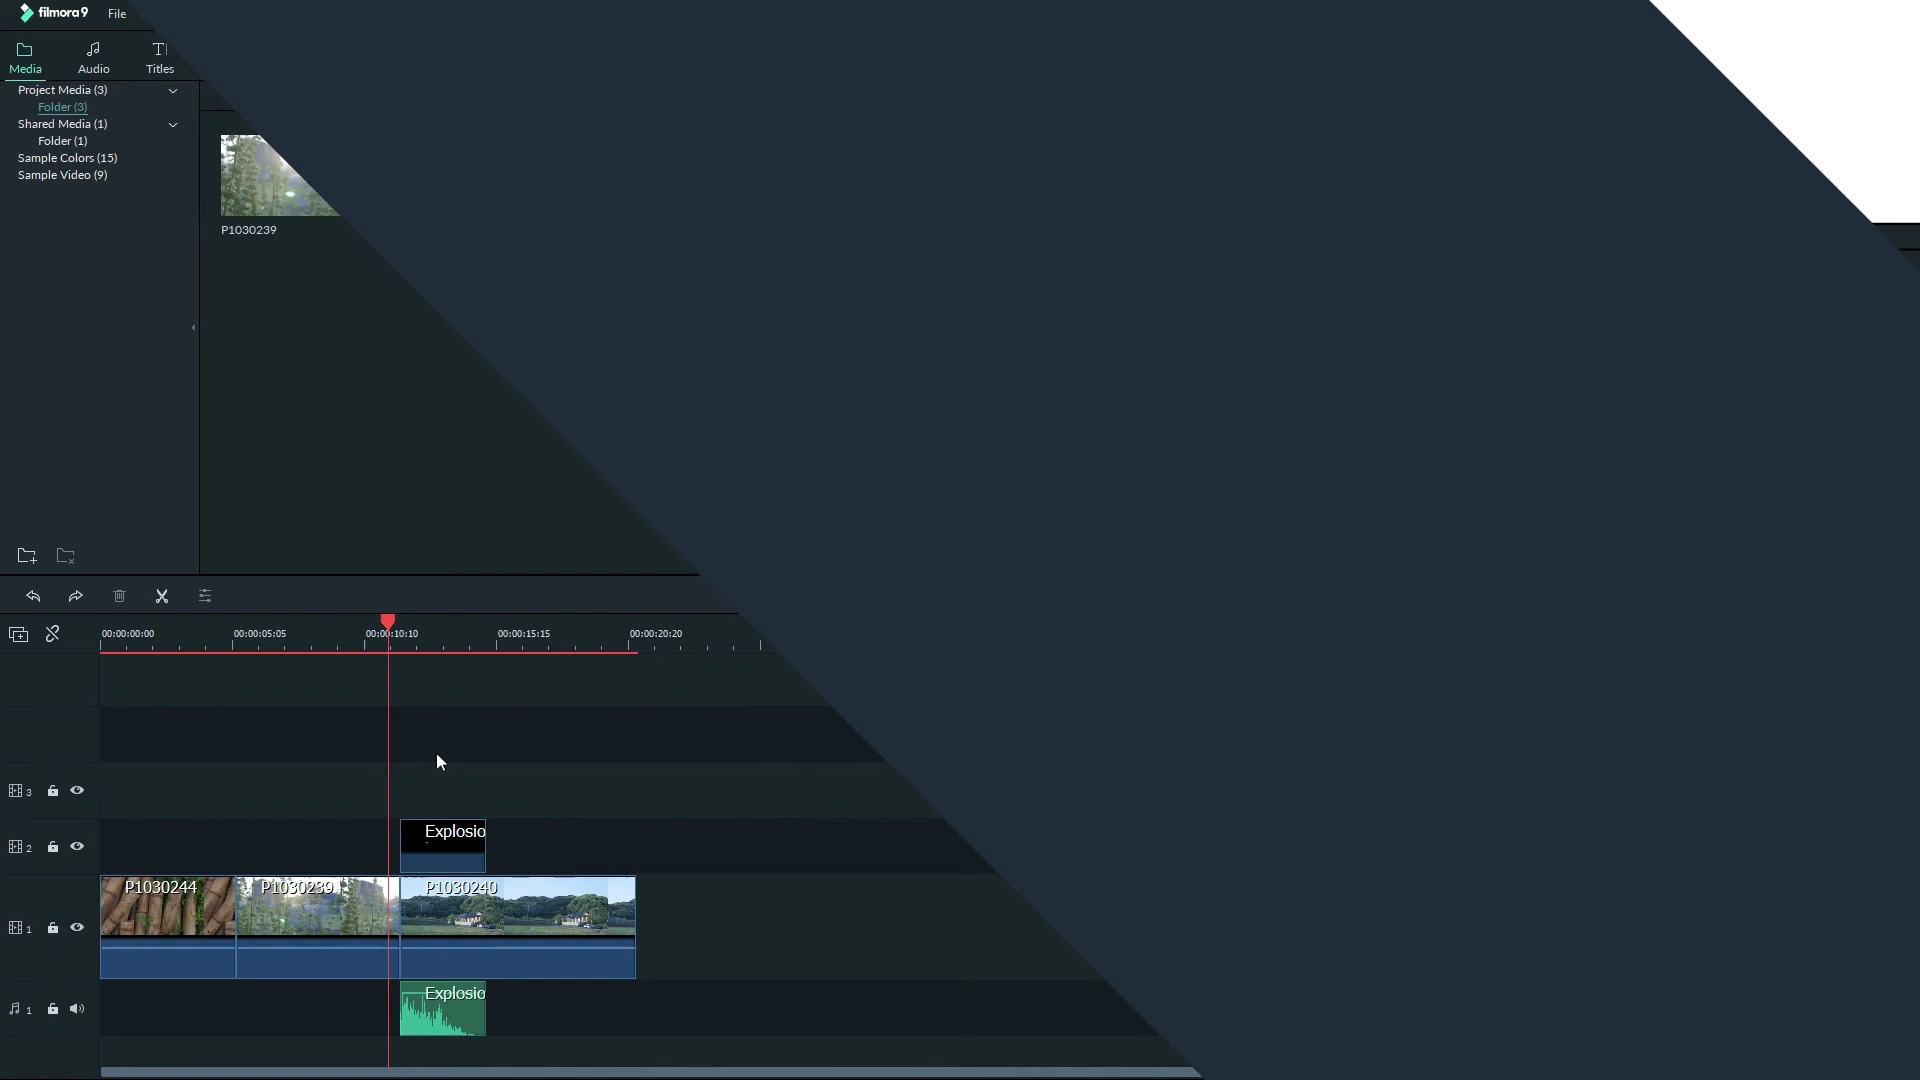 filmora9 File
Media Audio Titles
Project Media (3)
Folder (3)
Shared Media (1)
Folder (1)
Sample Colors (15)
Sample Video (9)
P1030239
00:00:00:00 00:00:05:05 00:00:10:10 00:00:15:15 00:00:20:20
3
2 Explosio
P1030244 P1030239 P1030240
1
Explosio
1